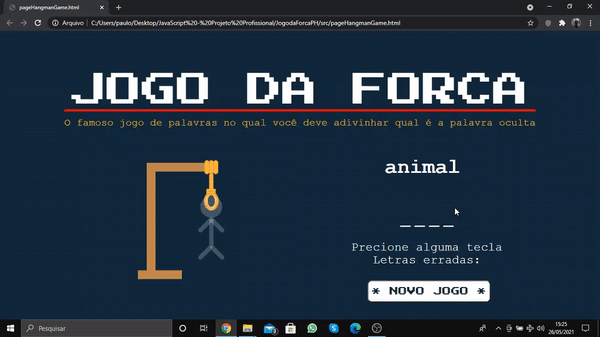 pageHangmanGame.html
Arquivo | C:/Users/paulo/Desktop/JavaScript%20-%20Projeto%20Profissional/JogodaForcaPH/src/pageHangmanGame.html
JOGO DA FORCA
O famoso jogo de palavras no qual você deve adivinhar qual é a palavra oculta
animal
_ _ _ _
Precione alguma tecla
Letras erradas:
* NOVO JOGO *
Pesquisar
15:25
26/05/2021